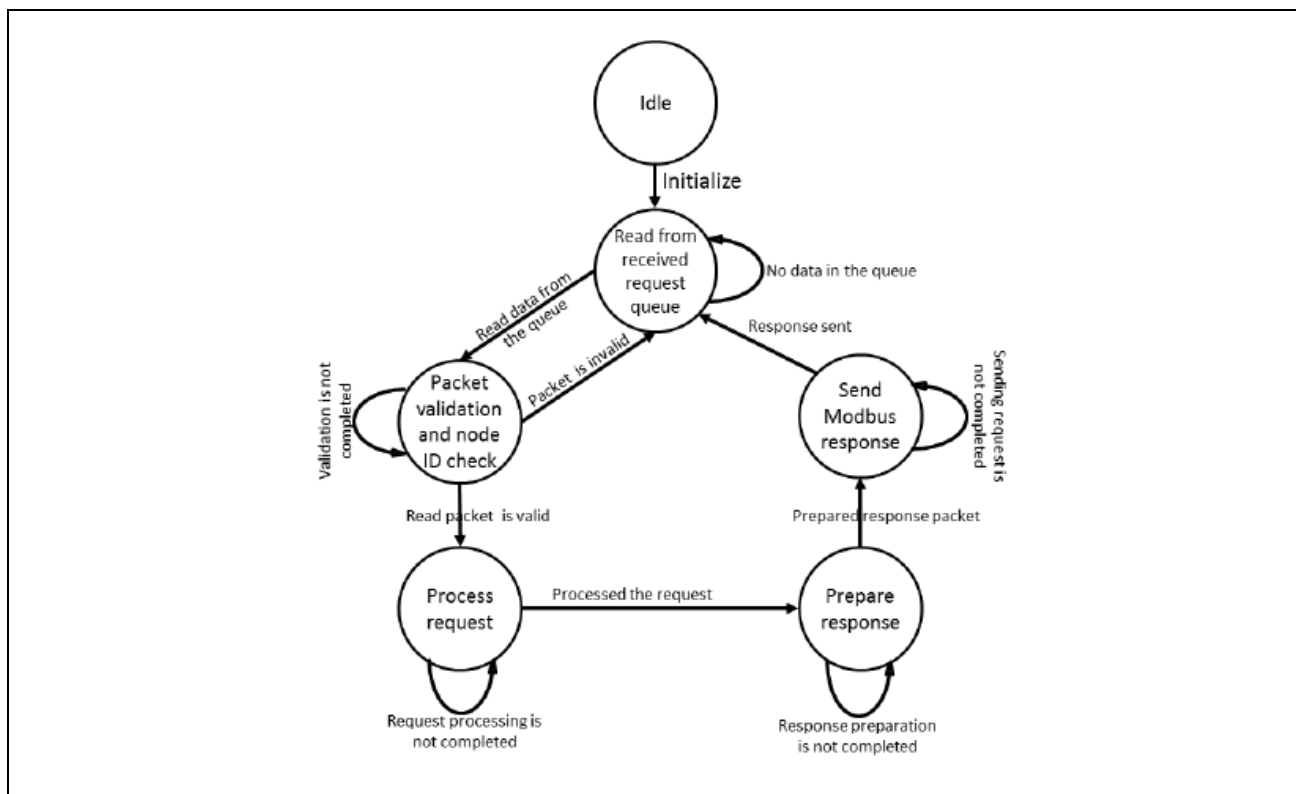 Idle
Initialize
Read from
received
request
queue
No data in the queue
Read data from
the queue
Packet is invalid
Response sent
Packet
validation
and node
ID check
Validation is not
completed
Send
Modbus
response
Sending request is
not completed
Read packet is valid
Prepared response packet
Process
request
Processed the request
Prepare
response
Request processing is
not completed
Response preparation
is not completed